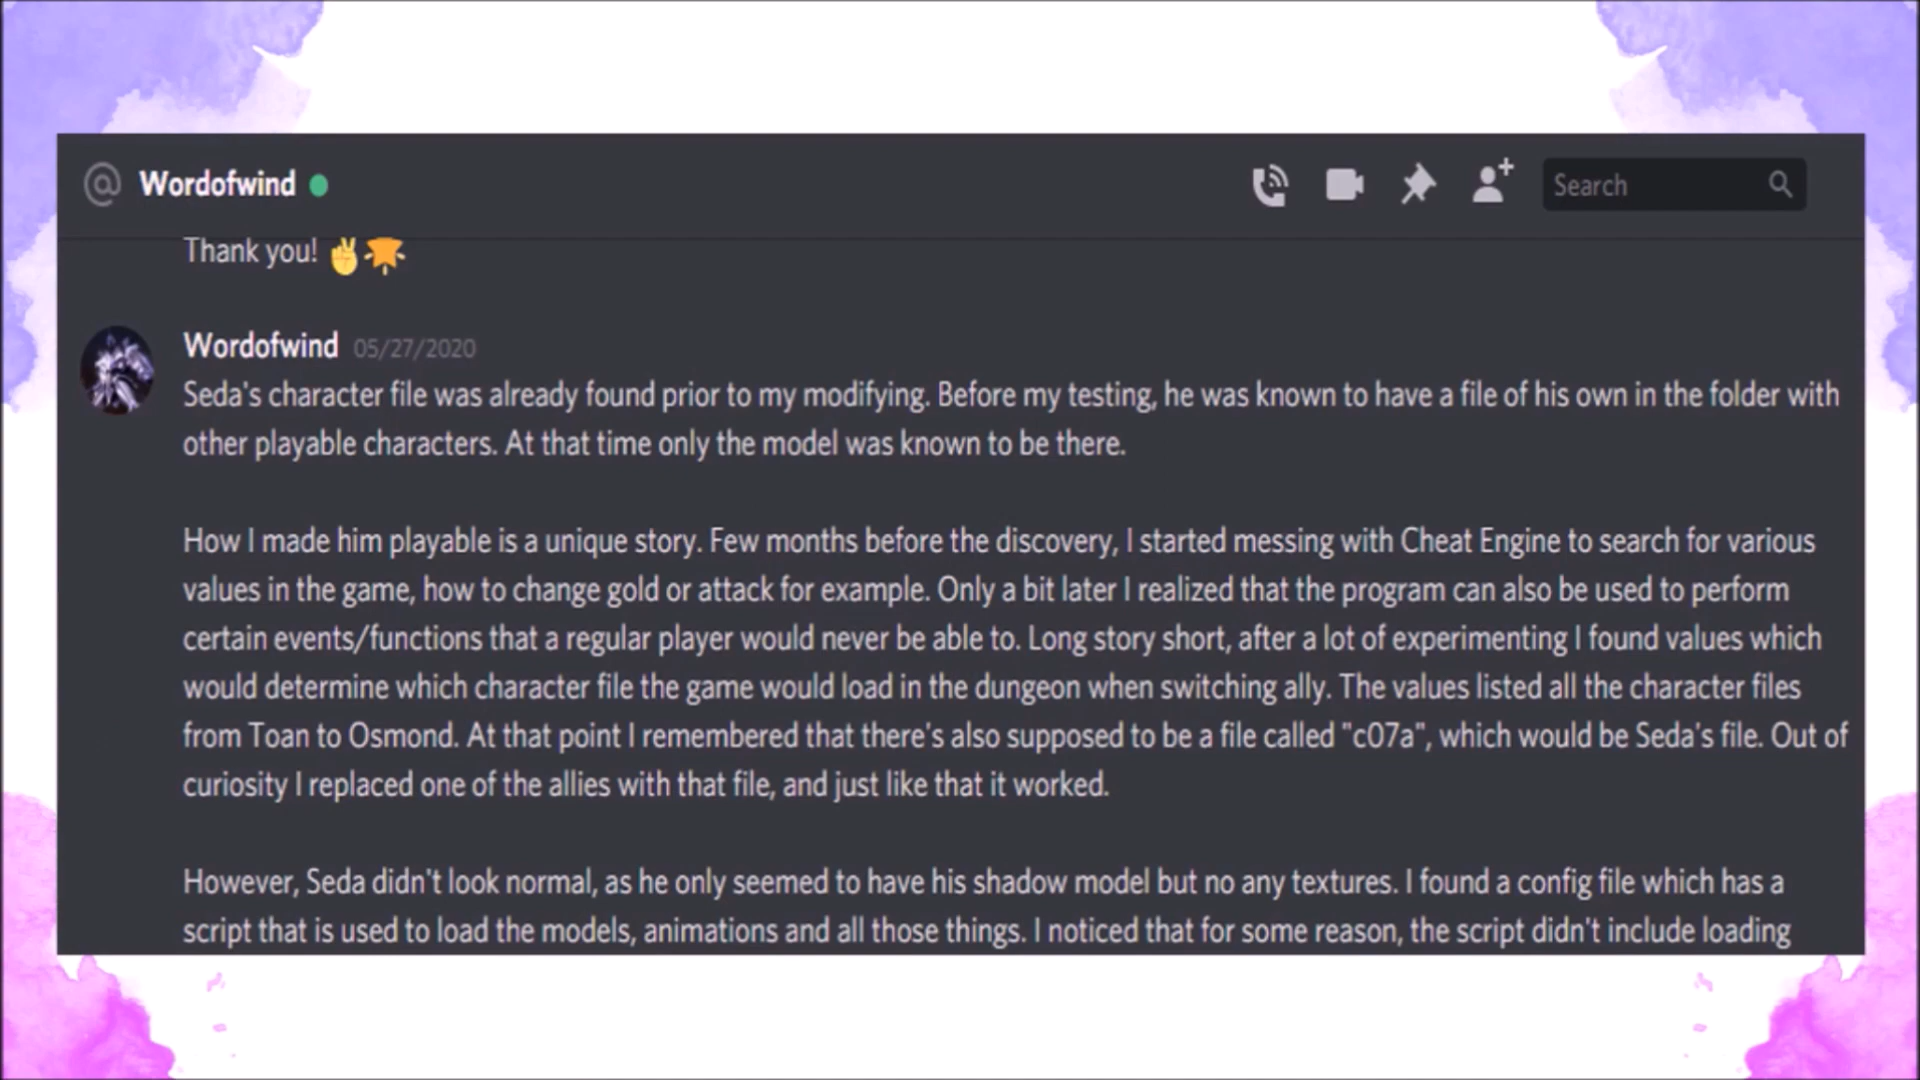 @ Wordofwind
Search
Thank you! ✌️
Wordofwind 05/27/2020
Seda's character file was already found prior to my modifying. Before my testing, he was known to have a file of his own in the folder with
other playable characters. At that time only the model was known to be there.
How I made him playable is a unique story. Few months before the discovery, I started messing with Cheat Engine to search for various
values in the game, how to change gold or attack for example. Only a bit later I realized that the program can also be used to perform
certain events/functions that a regular player would never be able to. Long story short, after a lot of experimenting I found values which
would determine which character file the game would load in the dungeon when switching ally. The values listed all the character files
from Toan to Osmond. At that point I remembered that there's also supposed to be a file called "c07a", which would be Seda's file. Out of
curiosity I replaced one of the allies with that file, and just like that it worked.
However, Seda didn't look normal, as he only seemed to have his shadow model but no any textures. I found a config file which has a
script that is used to load the models, animations and all those things. I noticed that for some reason, the script didn't include loading